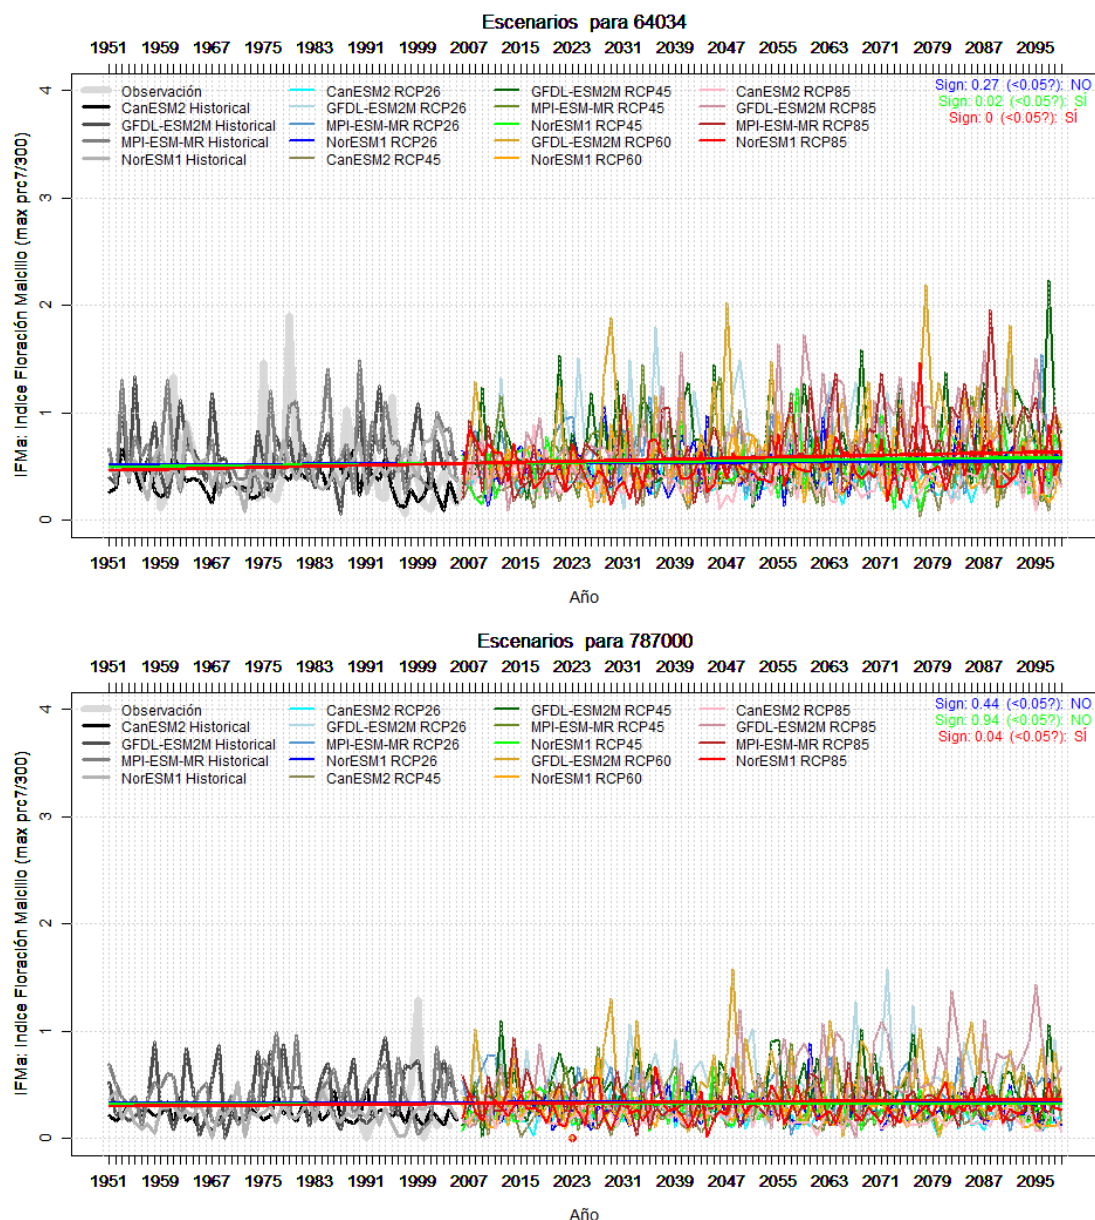 Escenarios para 64034
1951 1959 1967 1975 1983 1991 1999 2007 2015 2023 2031 2039 2047 2055 2063 2071 2079 2087 2095
IFMa: Indice Floración Maicillo (max prc7/300)
4
3
2
1
0
Observación
CanESM2 Historical
GFDL-ESM2M Historical
MPI-ESM-MR Historical
NorESM1 Historical
CanESM2 RCP26
GFDL-ESM2M RCP26
MPI-ESM-MR RCP26
NorESM1 RCP26
CanESM2 RCP45
GFDL-ESM2M RCP45
MPI-ESM-MR RCP45
NorESM1 RCP45
GFDL-ESM2M RCP60
NorESM1 RCP60
CanESM2 RCP85
GFDL-ESM2M RCP85
MPI-ESM-MR RCP85
NorESM1 RCP85
Sign: 0.27 (<0.05?): NO
Sign: 0.02 (<0.05?): SÍ
Sign: 0 (<0.05?): SÍ
1951 1959 1967 1975 1983 1991 1999 2007 2015 2023 2031 2039 2047 2055 2063 2071 2079 2087 2095
Año
Escenarios para 787000
1951 1959 1967 1975 1983 1991 1999 2007 2015 2023 2031 2039 2047 2055 2063 2071 2079 2087 2095
IFMa: Indice Floración Maicillo (max prc7/300)
4
3
2
1
0
Observación
CanESM2 Historical
GFDL-ESM2M Historical
MPI-ESM-MR Historical
NorESM1 Historical
CanESM2 RCP26
GFDL-ESM2M RCP26
MPI-ESM-MR RCP26
NorESM1 RCP26
CanESM2 RCP45
GFDL-ESM2M RCP45
MPI-ESM-MR RCP45
NorESM1 RCP45
GFDL-ESM2M RCP60
NorESM1 RCP60
CanESM2 RCP85
GFDL-ESM2M RCP85
MPI-ESM-MR RCP85
NorESM1 RCP85
Sign: 0.44 (<0.05?): NO
Sign: 0.94 (<0.05?): NO
Sign: 0.04 (<0.05?): SÍ
1951 1959 1967 1975 1983 1991 1999 2007 2015 2023 2031 2039 2047 2055 2063 2071 2079 2087 2095
Año